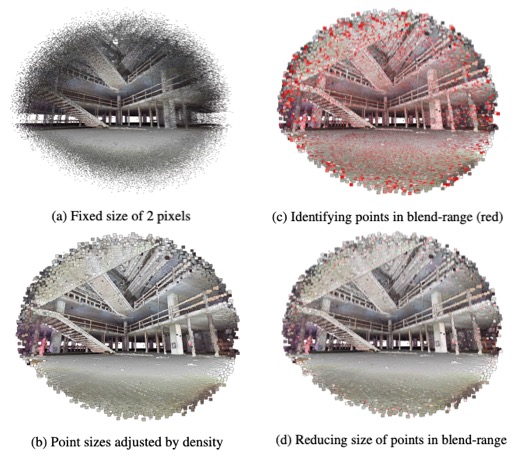 (a) Fixed size of 2 pixels
(c) Identifying points in blend-range (red)
(b) Point sizes adjusted by density
(d) Reducing size of points in blend-range